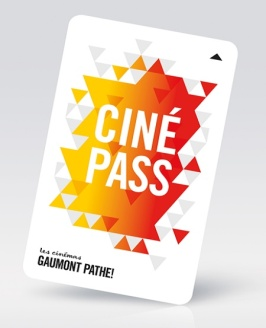 CINÉ
PASS
les cinémas
GAUMONT PATHE!